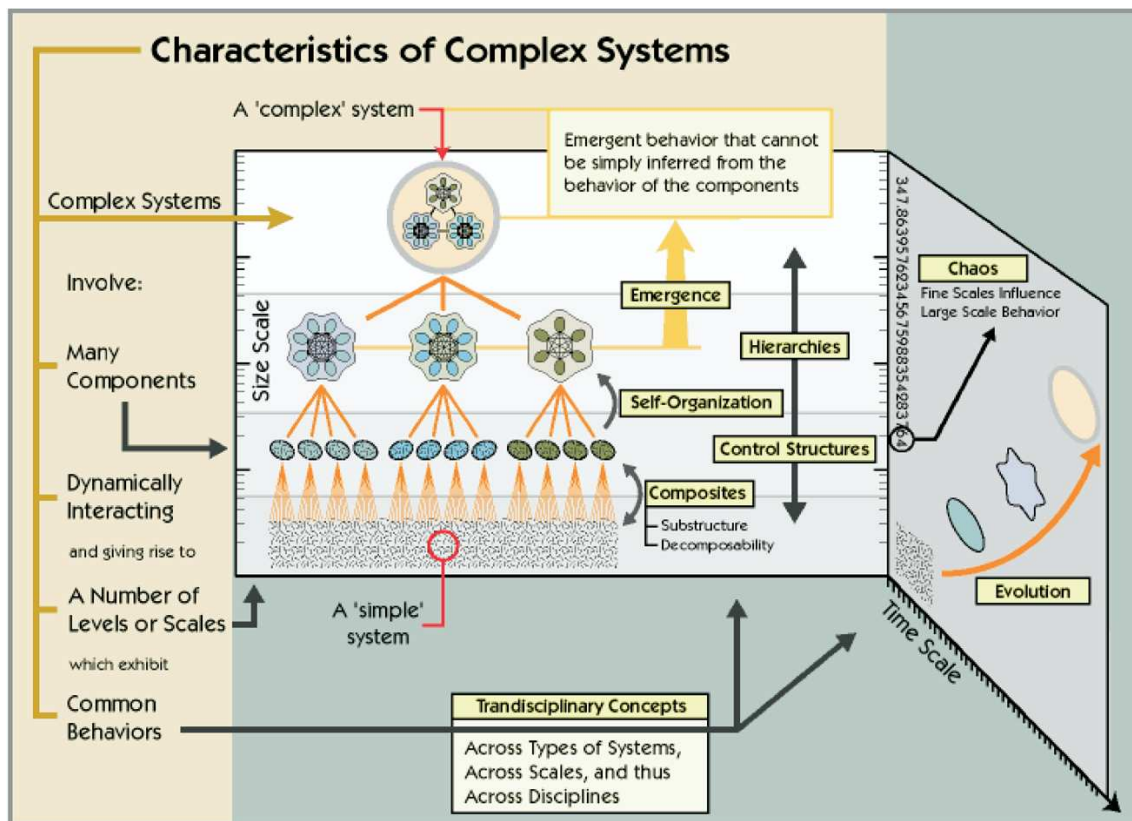 Characteristics of Complex Systems
A 'complex' system
Emergent behavior that cannot
be simply inferred from the
behavior of the components
Complex Systems
Involve:
Many
Components
Dynamically
Interacting
and giving rise to
A Number of
Levels or Scales
which exhibit
Common
Behaviors
Size Scale
Emergence
Hierarchies
Self-Organization
Control Structures
Composites
Substructure
Decomposability
A 'simple'
system
347.86395762345675988354283764
Chaos
Fine Scales Influence
Large Scale Behavior
Evolution
Time Scale
Trandisciplinary Concepts
Across Types of Systems,
Across Scales, and thus
Across Disciplines